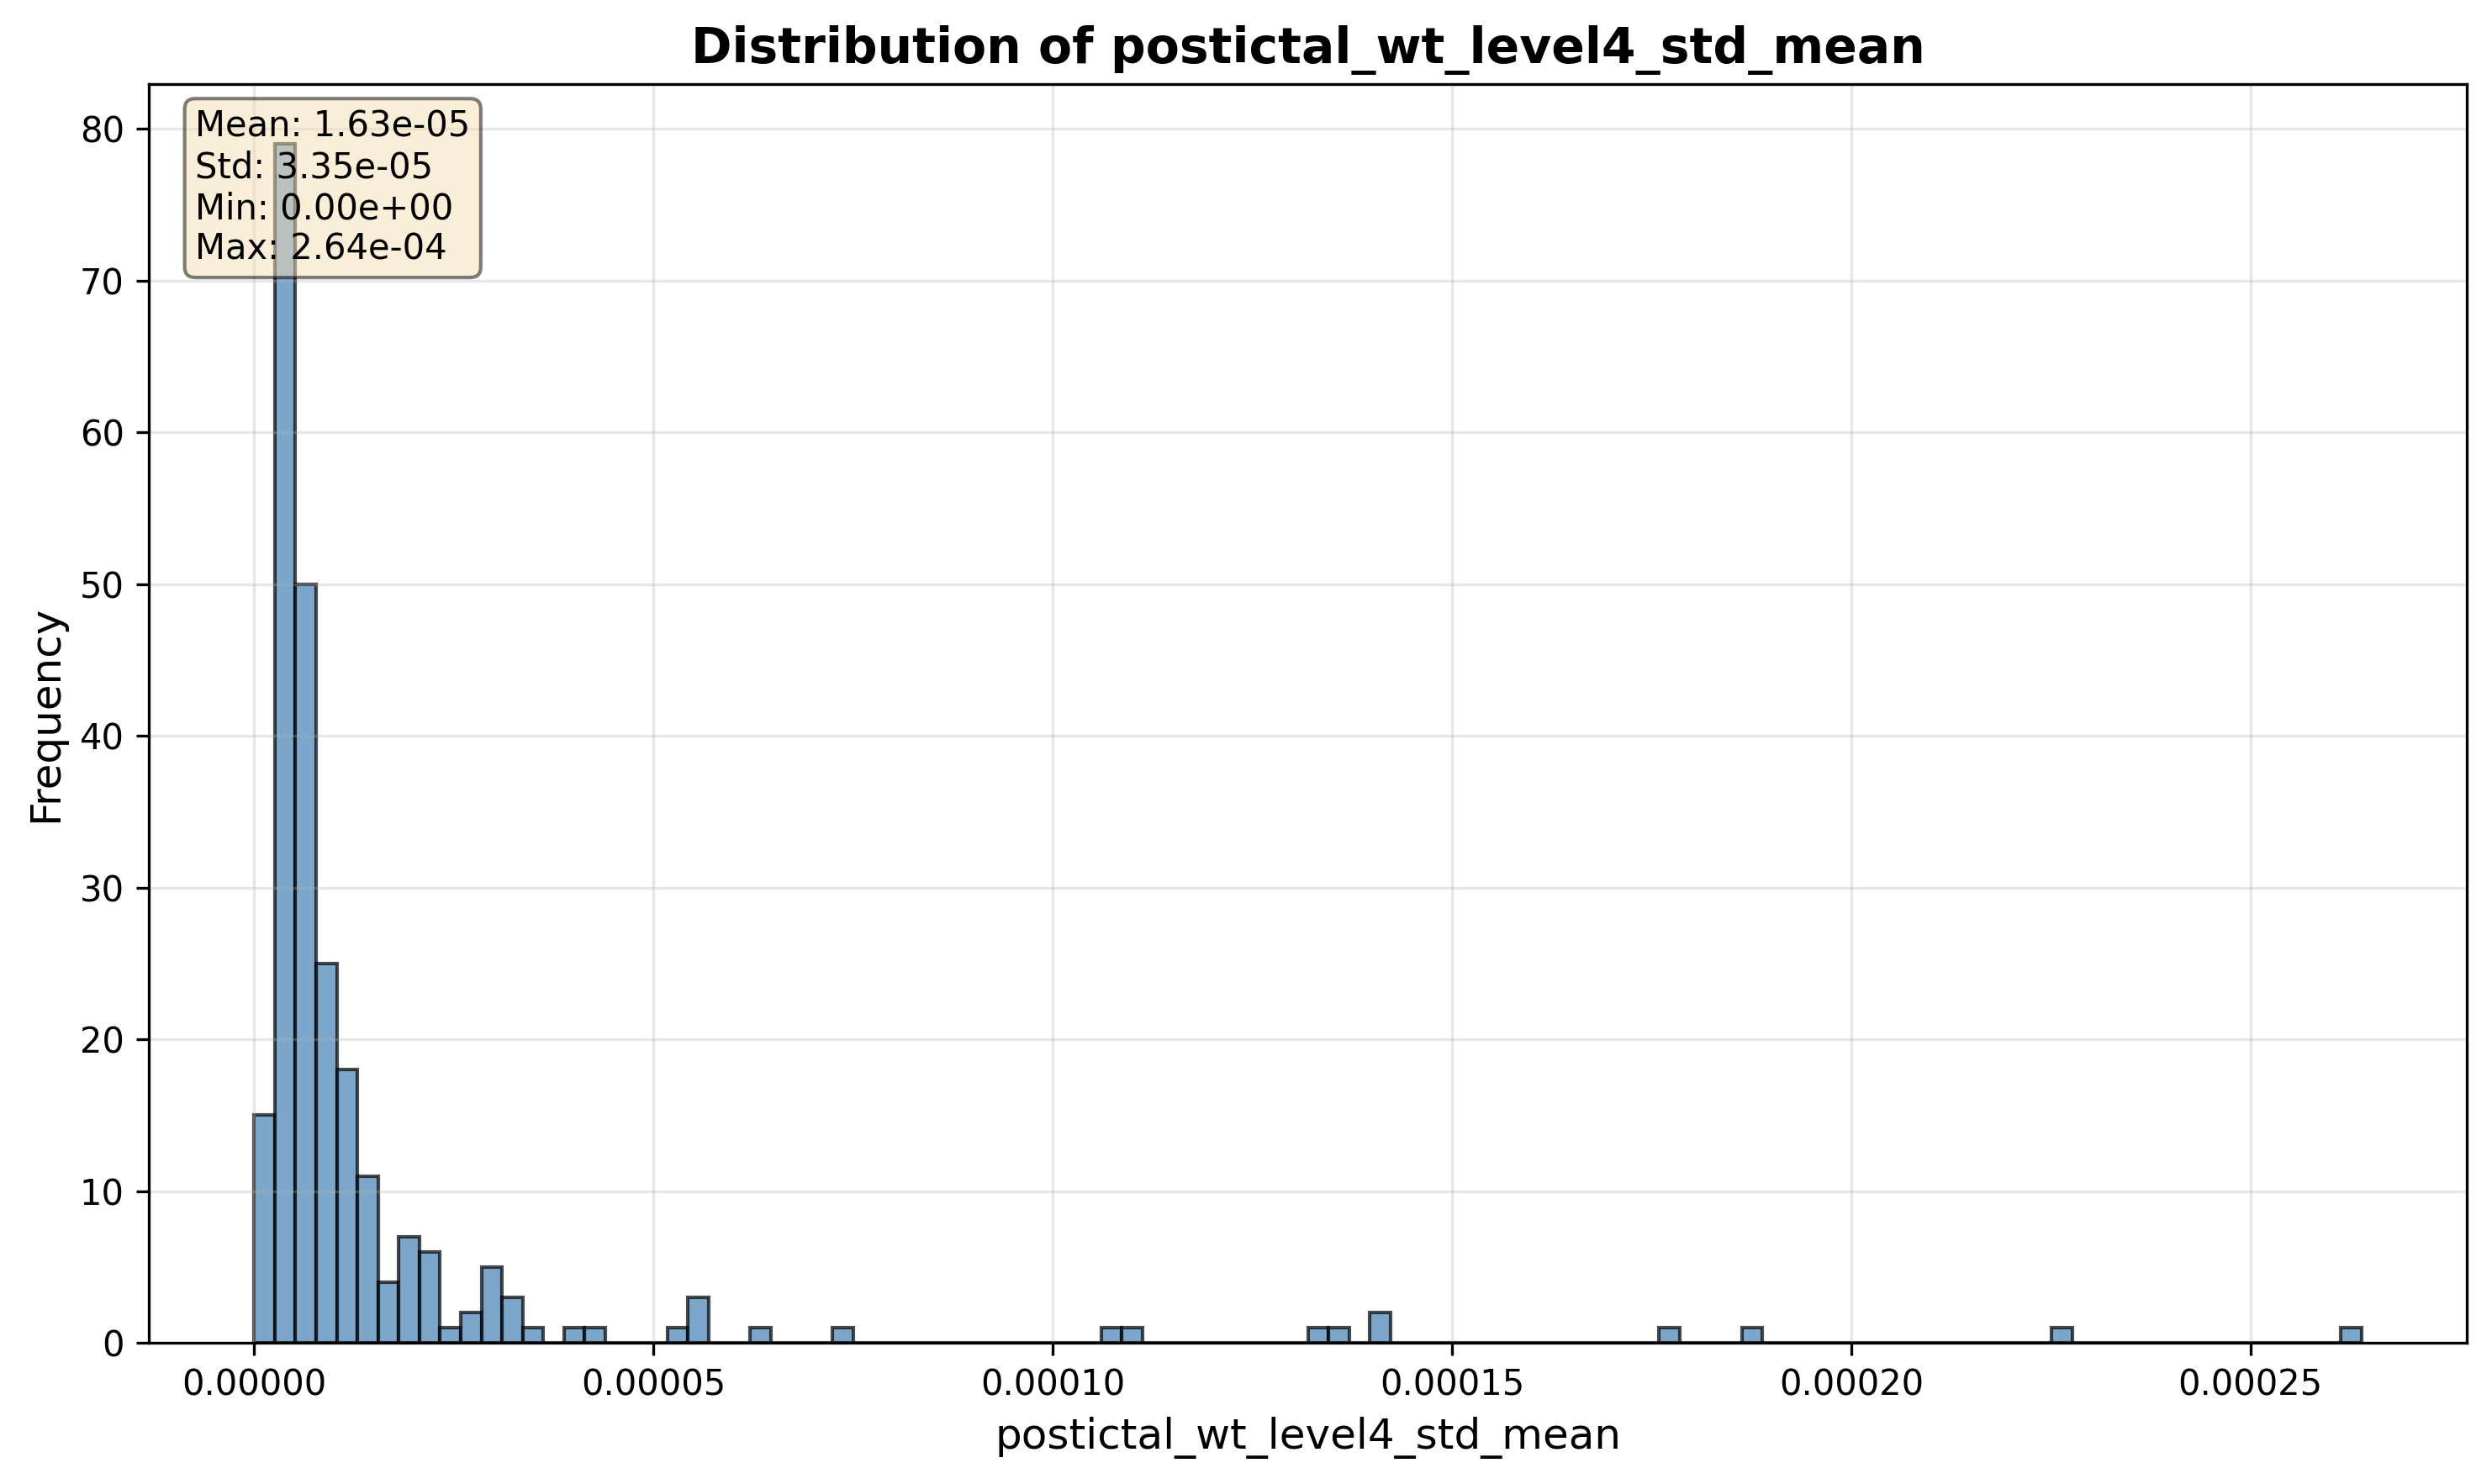 Distribution of postictal_wt_level4_std_mean
Mean: 1.63e-05
Std: 3.35e-05
Min: 0.00e+00
Max: 2.64e-04
80
70
60
50
40
30
20
10
0
Frequency
0.00000
0.00005
0.00010
0.00015
0.00020
0.00025
postictal_wt_level4_std_mean